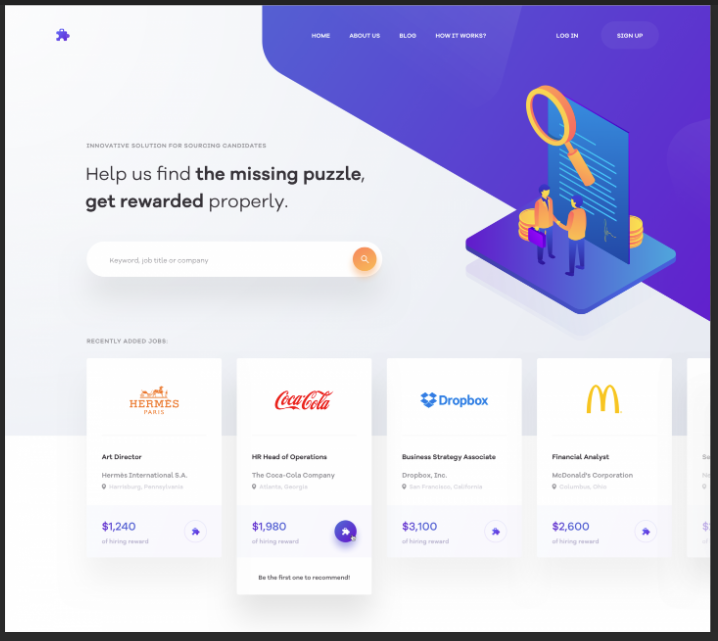 HOME ABOUT US BLOG HOW IT WORKS? LOG IN SIGN UP
INNOVATIVE SOLUTION FOR SOURCING CANDIDATES
Help us find the missing puzzle,
get rewarded properly.
Keyword, job title or company
RECENTLY ADDED JOBS:
HERMÈS
PARIS
Coca-Cola
Dropbox
Art Director
Hermès International S.A.
Harrisburg, Pennsylvania
$1,240
of hiring reward
HR Head of Operations
The Coca-Cola Company
Atlanta, Georgia
$1,980
of hiring reward
Be the first one to recommend!
Business Strategy Associate
Dropbox, Inc.
San Francisco, California
$3,100
of hiring reward
Financial Analyst
McDonald's Corporation
Columbus, Ohio
$2,600
of hiring reward